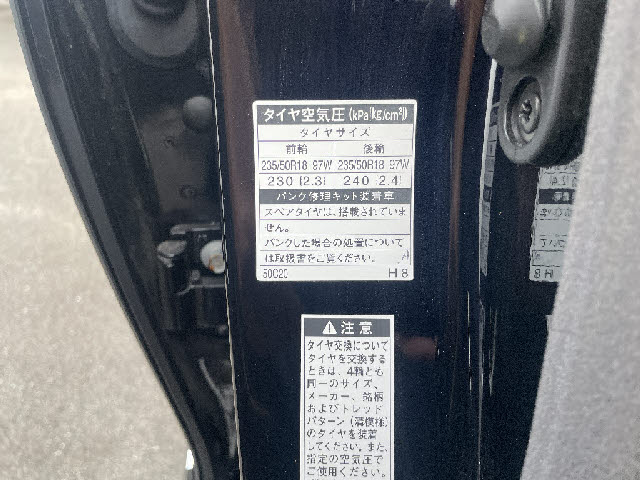 タイヤ空気圧(kPa{kg/cm²})
タイヤサイズ
前輪 後輪
235/50R18 97W 235/50R18 97W
230 {2.3} 240 {2.4}
パンク修理キット装着車
スペアタイヤは、搭載されていま
せん。
パンクした場合の処置について
は取扱書をご覧ください。
H8
注意
タイヤ交換について
タイヤを交換する
ときは、4輪とも
同一のサイズ、
メーカー、銘柄
およびトレッド
パターン(溝模様)
のタイヤを装着
してください。また、
指定の空気圧で
ご使用ください。